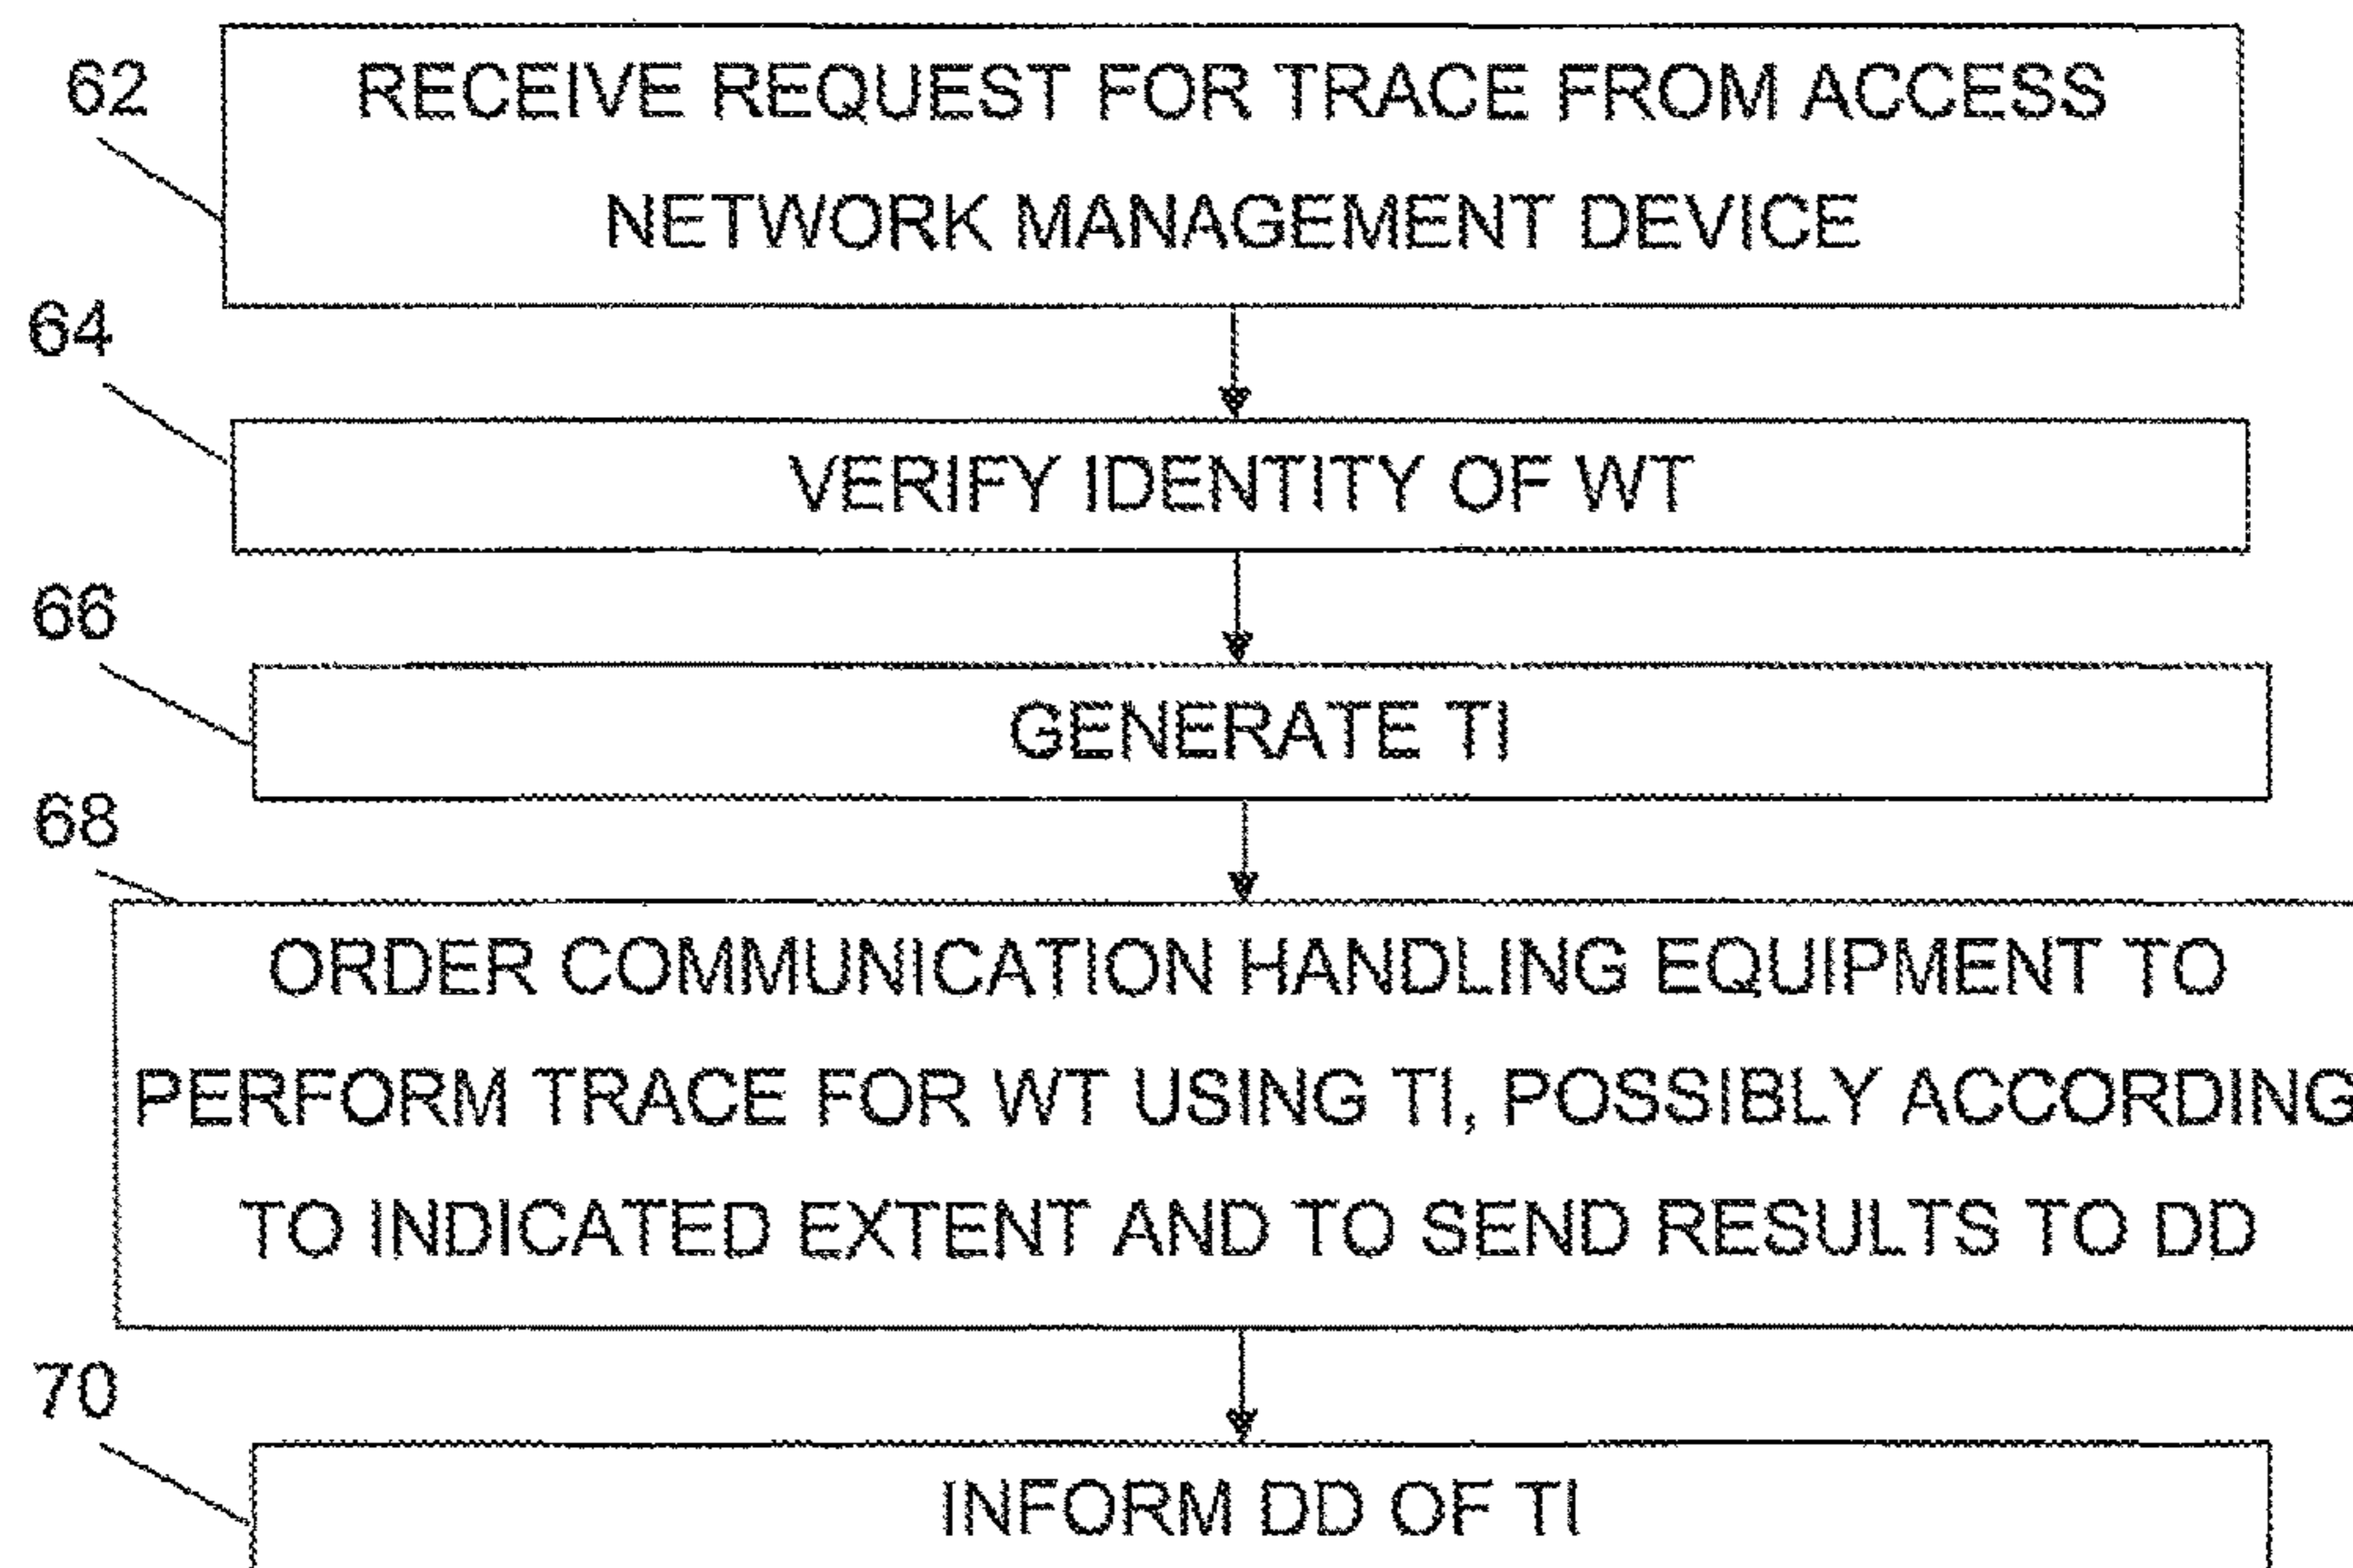 62
RECEIVE REQUEST FOR TRACE FROM ACCESS
NETWORK MANAGEMENT DEVICE
64
VERIFY IDENTITY OF WT
66
GENERATE TI
68
ORDER COMMUNICATION HANDLING EQUIPMENT TO
PERFORM TRACE FOR WT USING TI, POSSIBLY ACCORDING
TO INDICATED EXTENT AND TO SEND RESULTS TO DD
70
INFORM DD OF TI